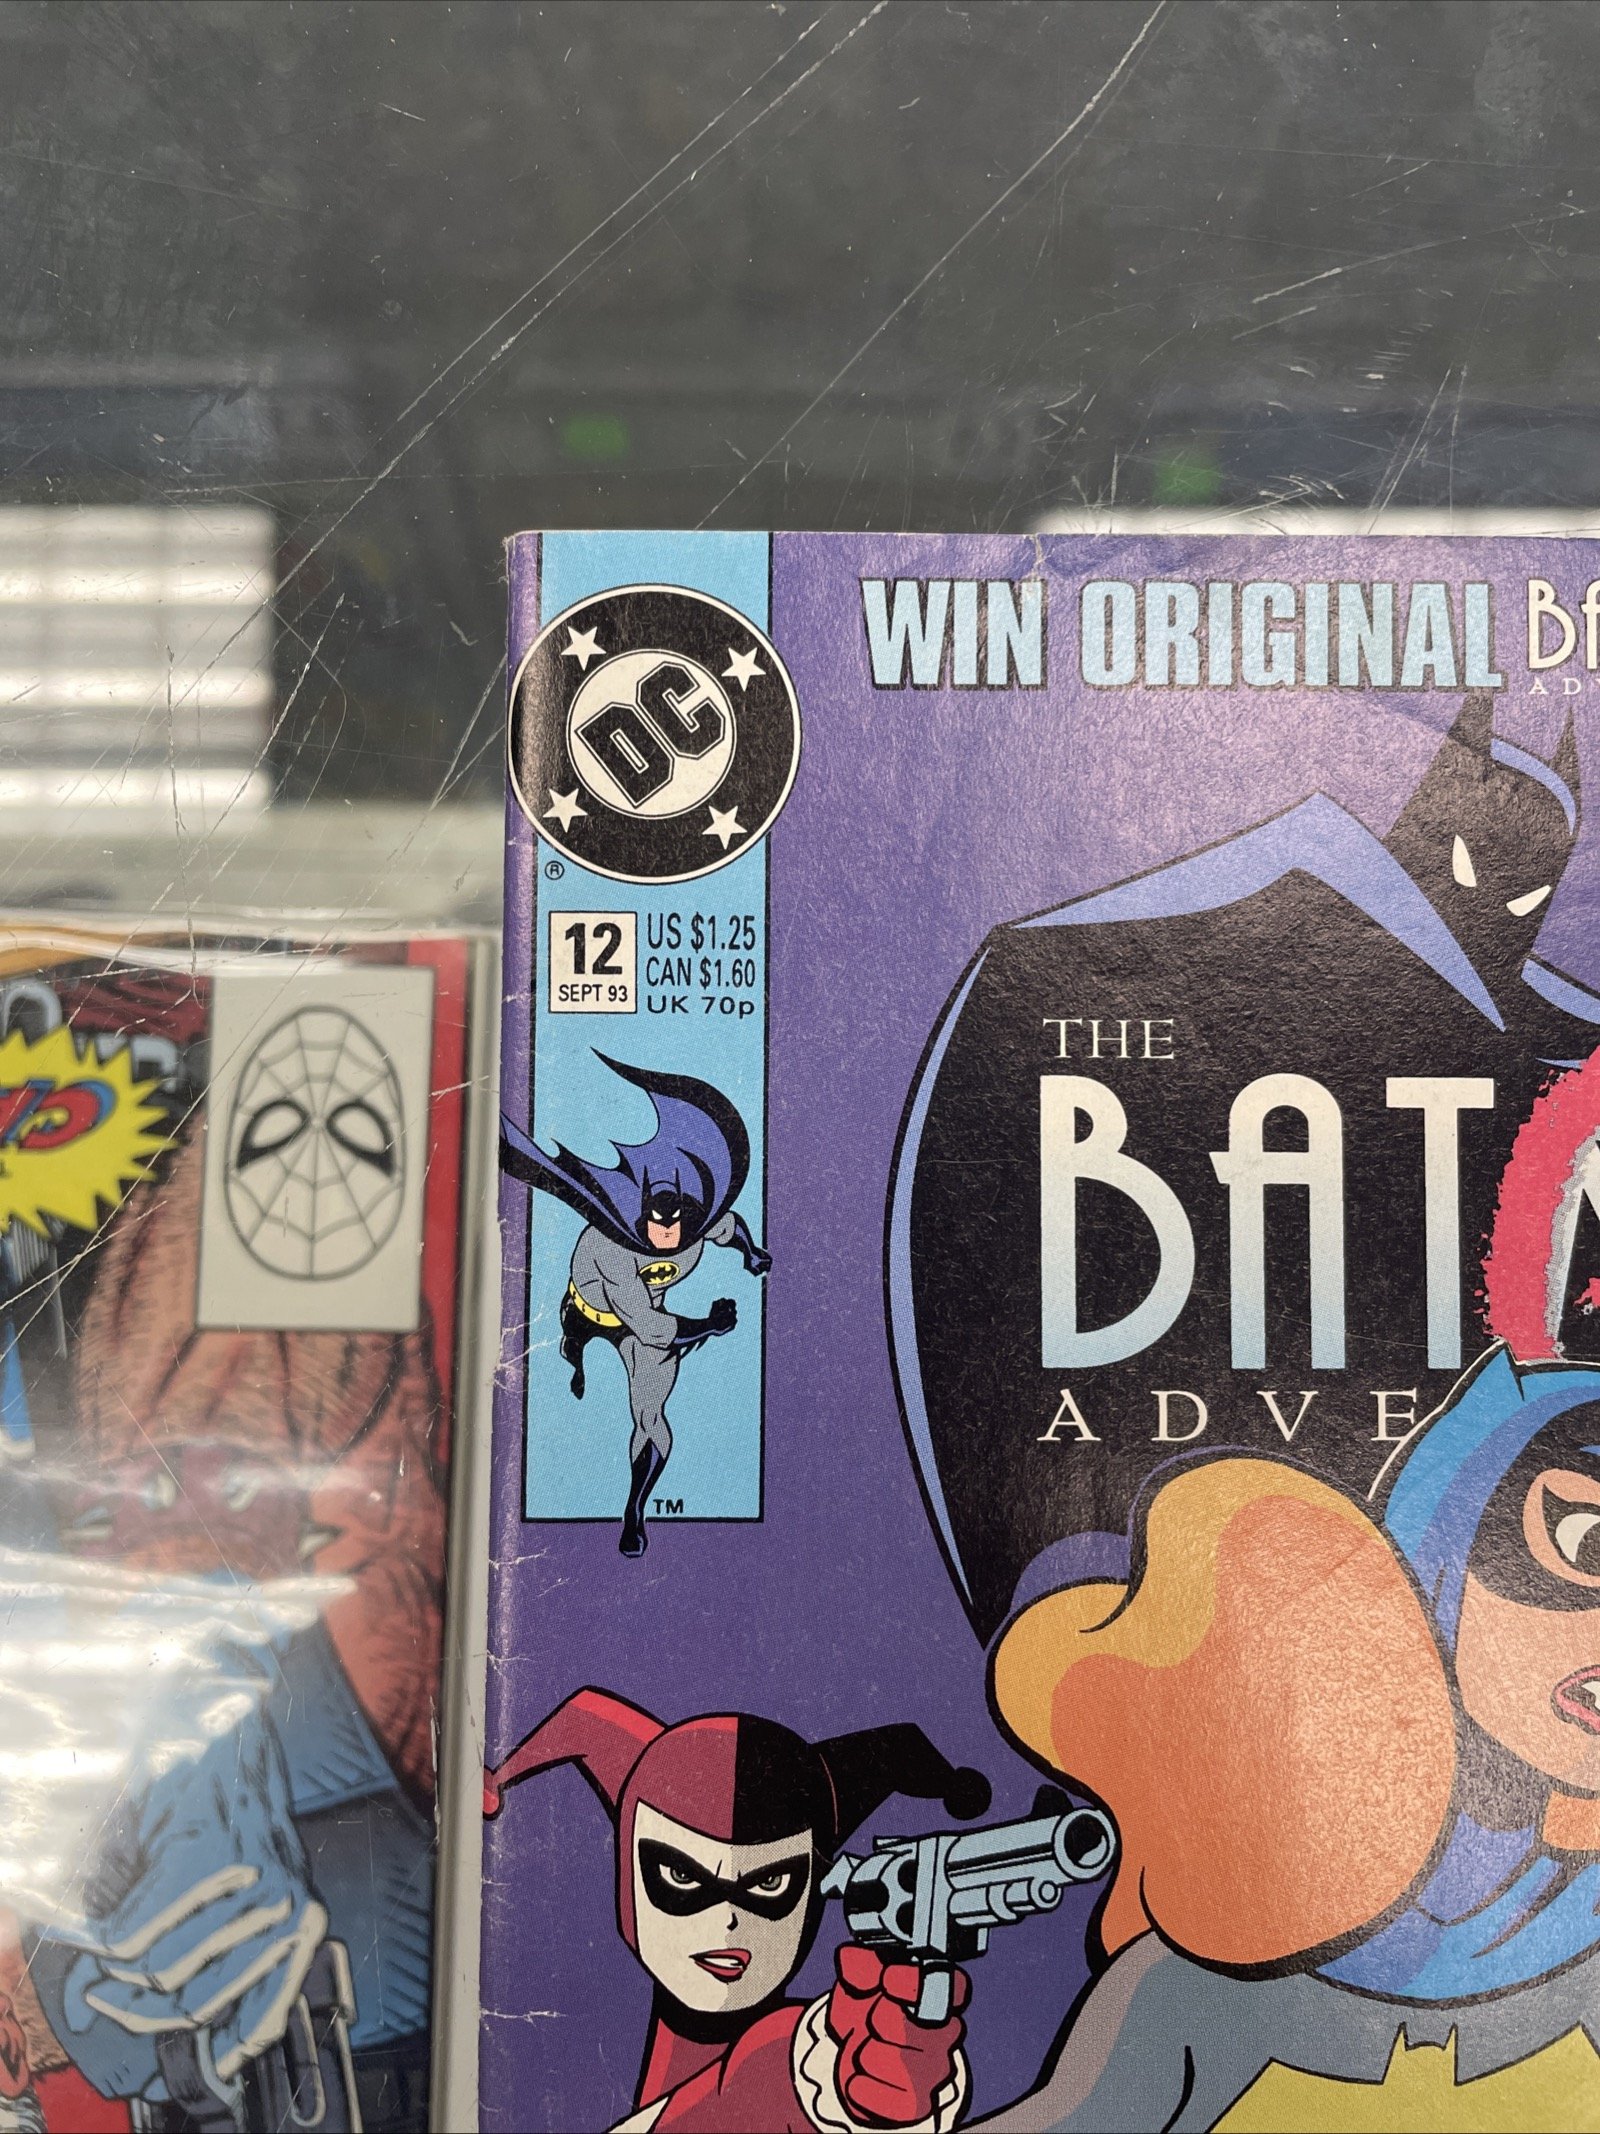 WIN ORIGINAL
DC
®
12
SEPT 93
US $1.25
CAN $1.60
UK 70p
THE
BAT
ADVE
TM